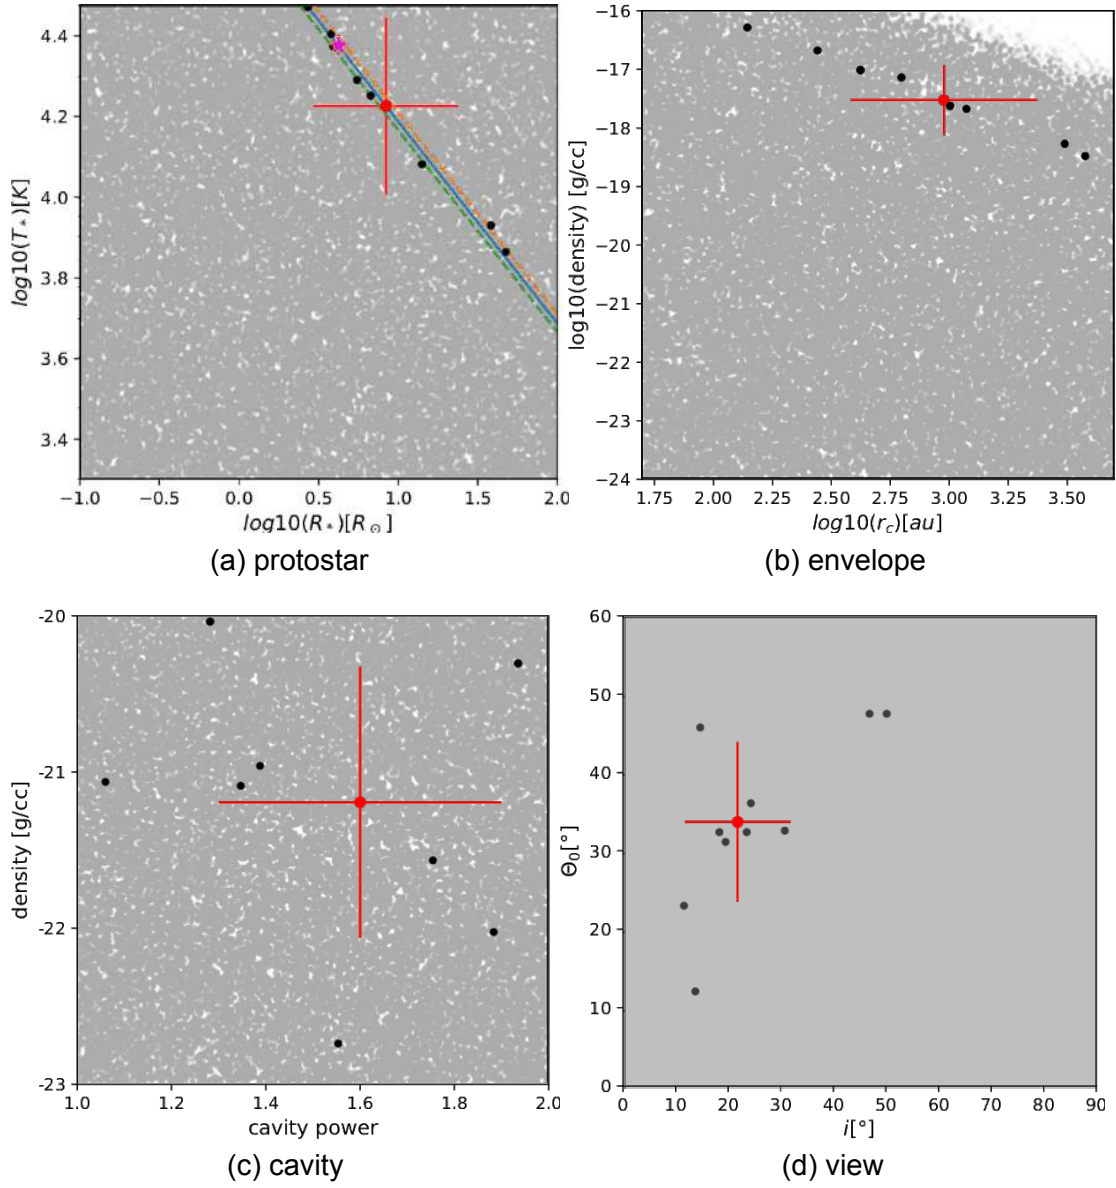 4.4
4.2
4.0
3.8
3.6
3.4
log10(T*)[K]
−1.0 −0.5 0.0 0.5 1.0 1.5 2.0
log10(R*)[R⊙]
(a) protostar
−16
−17
−18
−19
−20
−21
−22
−23
−24
log10(density) [g/cc]
1.75 2.00 2.25 2.50 2.75 3.00 3.25 3.50
log10(r_c)[au]
(b) envelope
-20
-21
-22
-23
density [g/cc]
1.0 1.2 1.4 1.6 1.8 2.0
cavity power
(c) cavity
60
50
40
30
20
10
0
Θ₀[°]
0 10 20 30 40 50 60 70 80 90
i[°]
(d) view